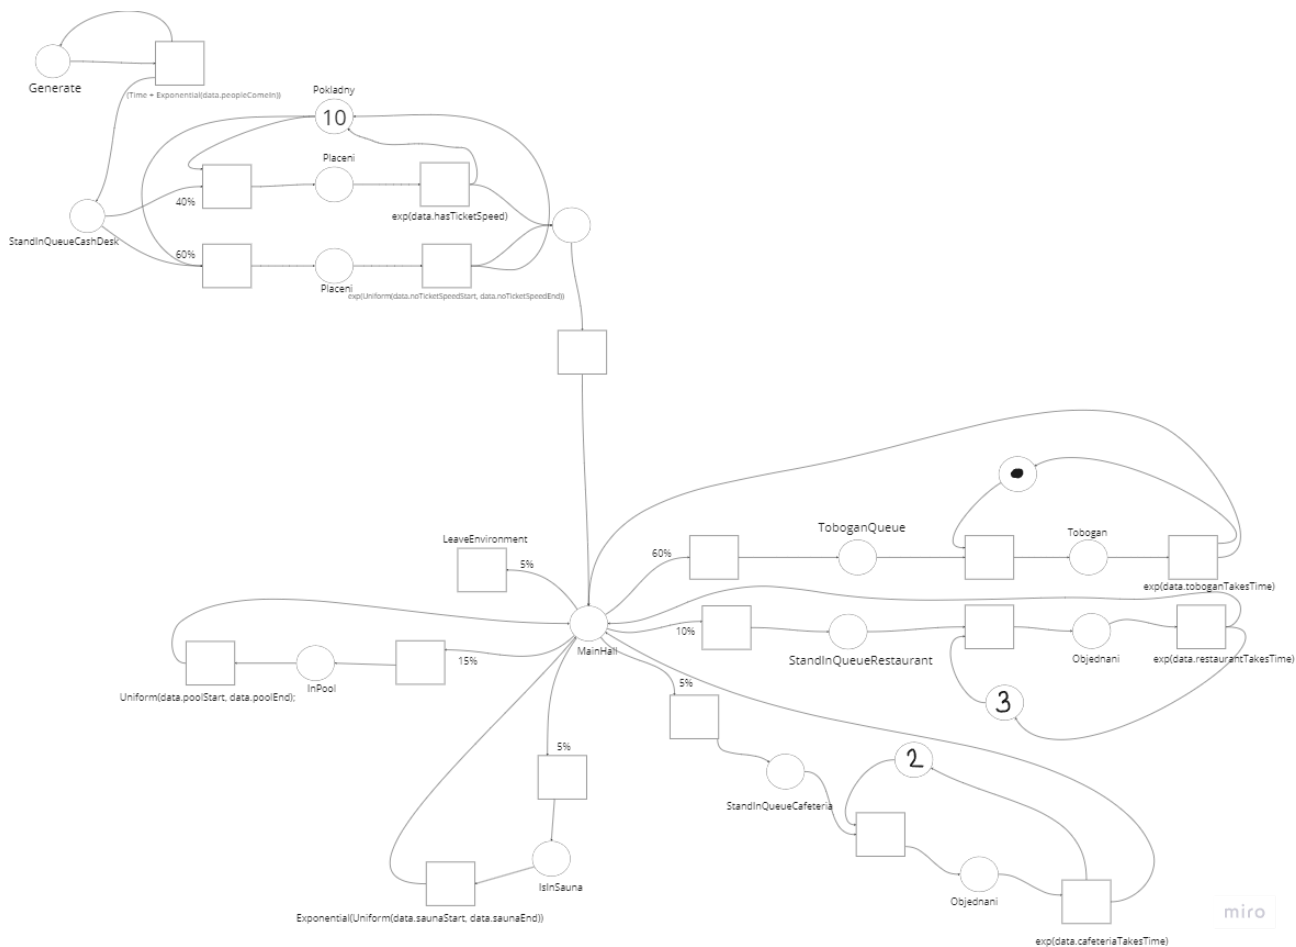 Generate
(Time = Exponential(data.peopleComeIn))
Pokladny
10
Placeni
40%
exp(data.hasTicketSpeed)
StandInQueueCashDesk
60%
Placeni
exp(Uniform(data.noTicketSpeedStart, data.noTicketSpeedEnd))
LeaveEnvironment
5%
60%
ToboganQueue
Tobogan
exp(data.toboganTakesTime)
MainHall
10%
StandInQueueRestaurant
Objednani
exp(data.restaurantTakesTime)
3
15%
InPool
Uniform(data.poolStart, data.poolEnd);
5%
5%
StandInQueueCafeteria
2
Objednani
exp(data.cafeteriaTakesTime)
IsInSauna
Exponential(Uniform(data.saunaStart, data.saunaEnd))
miro